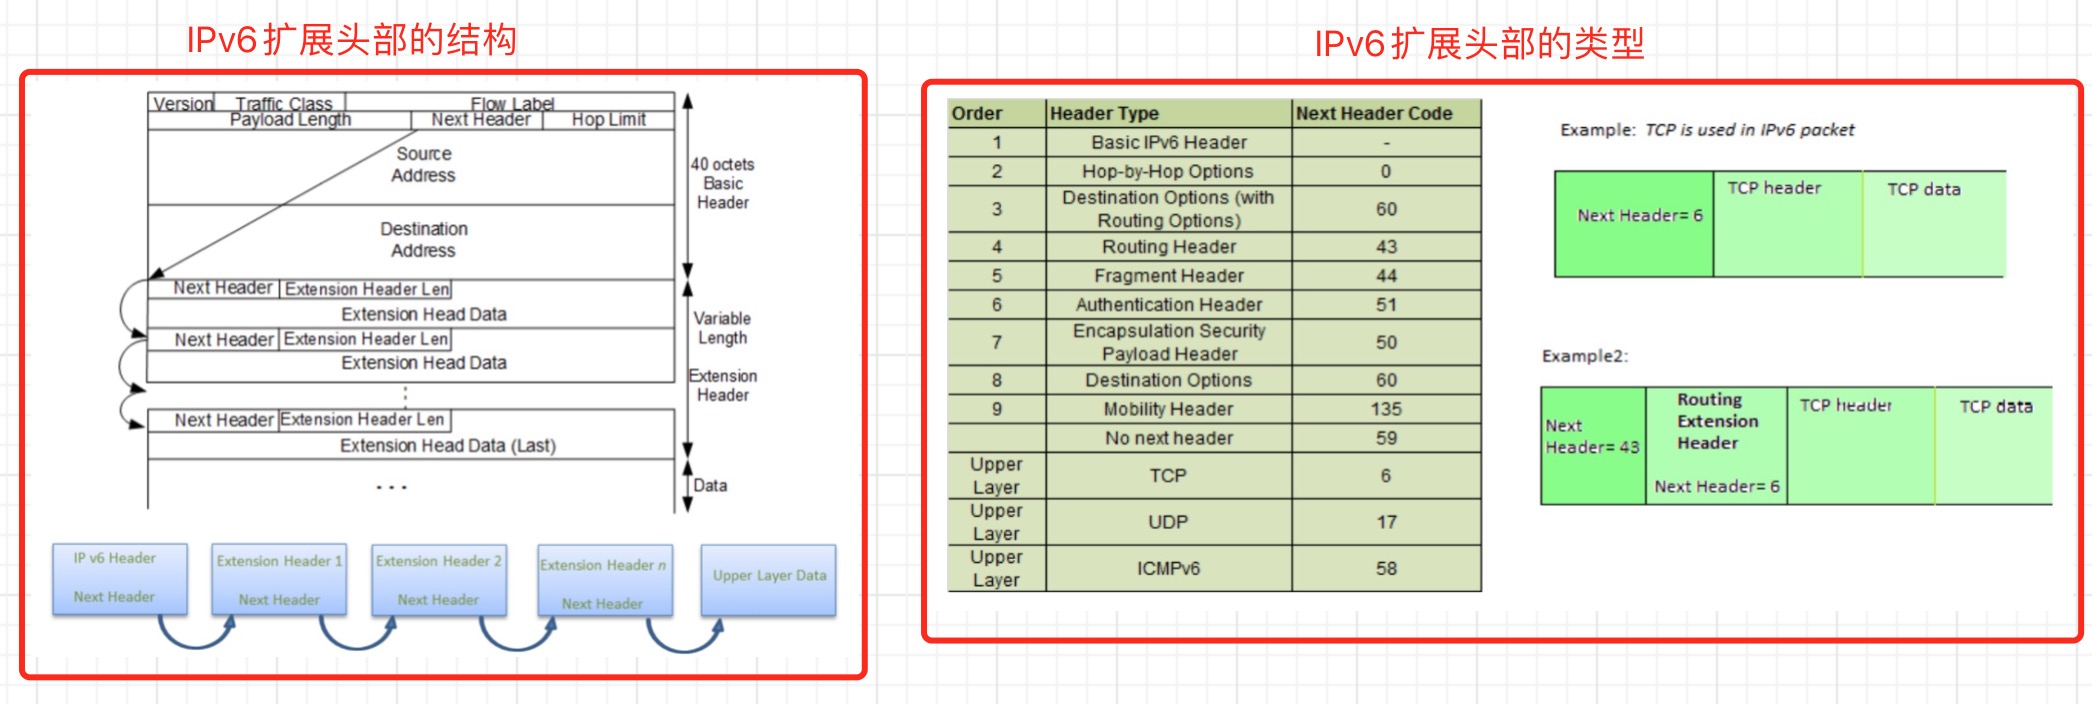 IPv6扩展头部的结构
Version Traffic Class Flow Label
Payload Length Next Header Hop Limit
Source
Address
Destination
Address
40 octets
Basic
Header
Next Header Extension Header Len
Extension Head Data
Next Header Extension Header Len
Extension Head Data
Variable
Length
Extension
Header
Next Header Extension Header Len
Extension Head Data (Last)
- - -
Data
IP v6 Header
Next Header
Extension Header 1
Next Header
Extension Header 2
Next Header
Extension Header n
Next Header
Upper Layer Data
IPv6扩展头部的类型
Order Header Type Next Header Code
1 Basic IPv6 Header -
2 Hop-by-Hop Options 0
3 Destination Options (with
Routing Options) 60
4 Routing Header 43
5 Fragment Header 44
6 Authentication Header 51
7 Encapsulation Security
Payload Header 50
8 Destination Options 60
9 Mobility Header 135
No next header 59
Upper
Layer TCP 6
Upper
Layer UDP 17
Upper
Layer ICMPv6 58
Example: TCP is used in IPv6 packet
Next Header= 6
TCP header
TCP data
Example2:
Next
Header= 43
Routing
Extension
Header
Next Header= 6
TCP header
TCP data